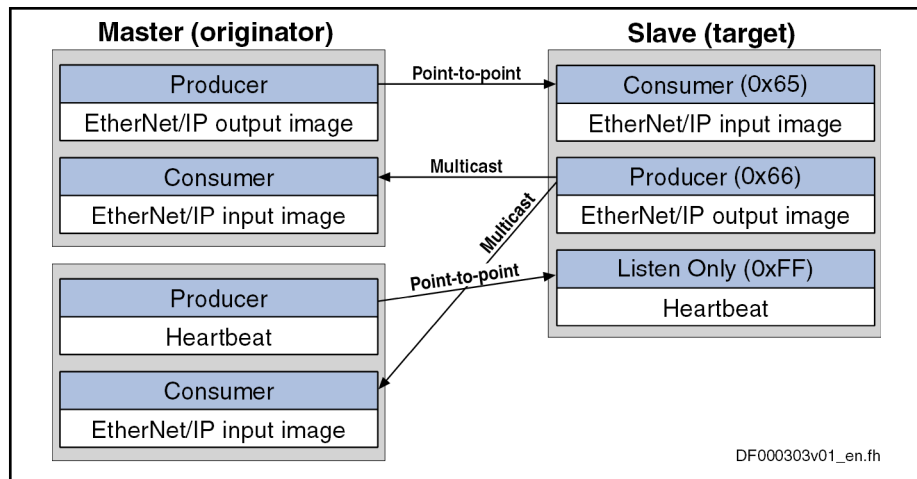 Master (originator)
Slave (target)
Producer
EtherNet/IP output image
Point-to-point
Consumer (0x65)
EtherNet/IP input image
Consumer
EtherNet/IP input image
Multicast
Producer (0x66)
EtherNet/IP output image
Multicast
Producer
Heartbeat
Point-to-point
Listen Only (0xFF)
Heartbeat
Consumer
EtherNet/IP input image
DF000303v01_en.fh